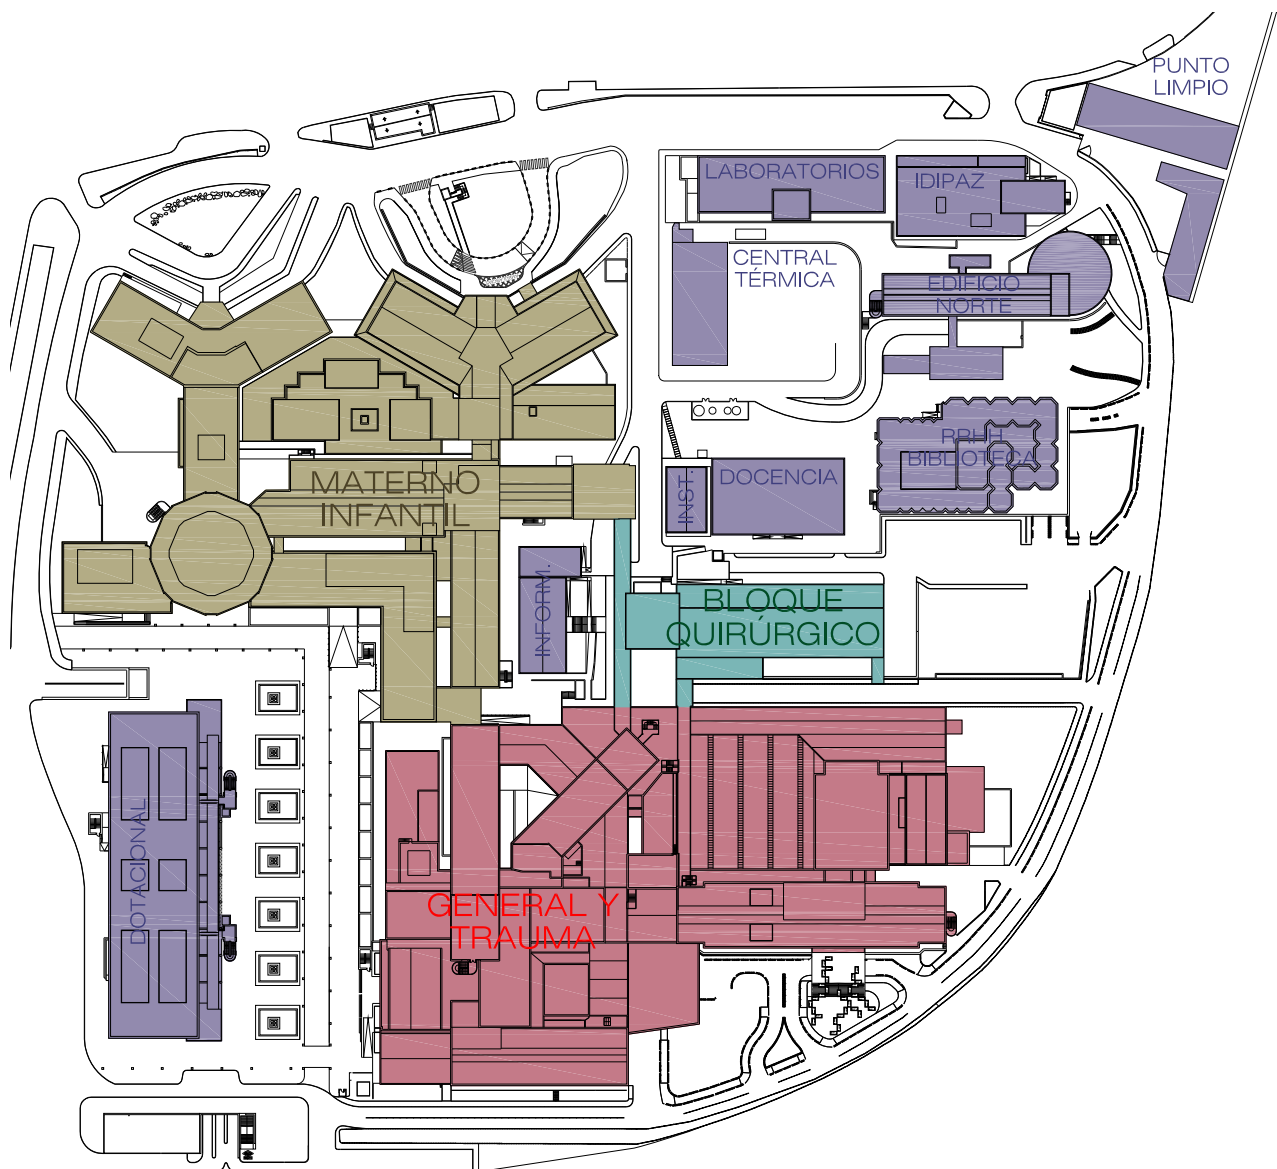 PUNTO
LIMPIO
LABORATORIOS
IDIPAZ
CENTRAL
TÉRMICA
EDIFICIO
NORTE
RRHH
BIBLIOTECA
MATERNO
INFANTIL
INST.
DOCENCIA
INFORM.
BLOQUE
QUIRÚRGICO
DOTACIONAL
GENERAL Y
TRAUMA